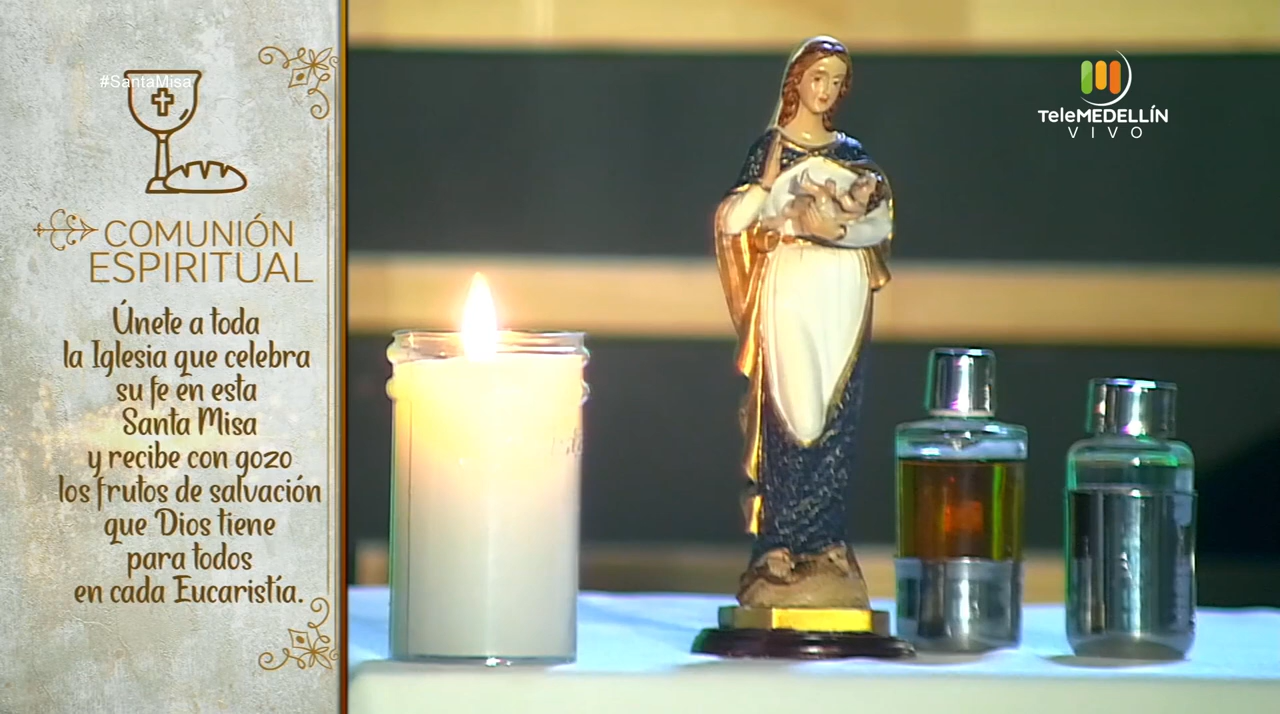 #SantaMisa
COMUNIÓN
ESPIRITUAL
Únete a toda
la Iglesia que celebra
su fe en esta
Santa Misa
y recibe con gozo
los frutos de salvación
que Dios tiene
para todos
en cada Eucaristía.
TeleMEDELLÍN
VIVO